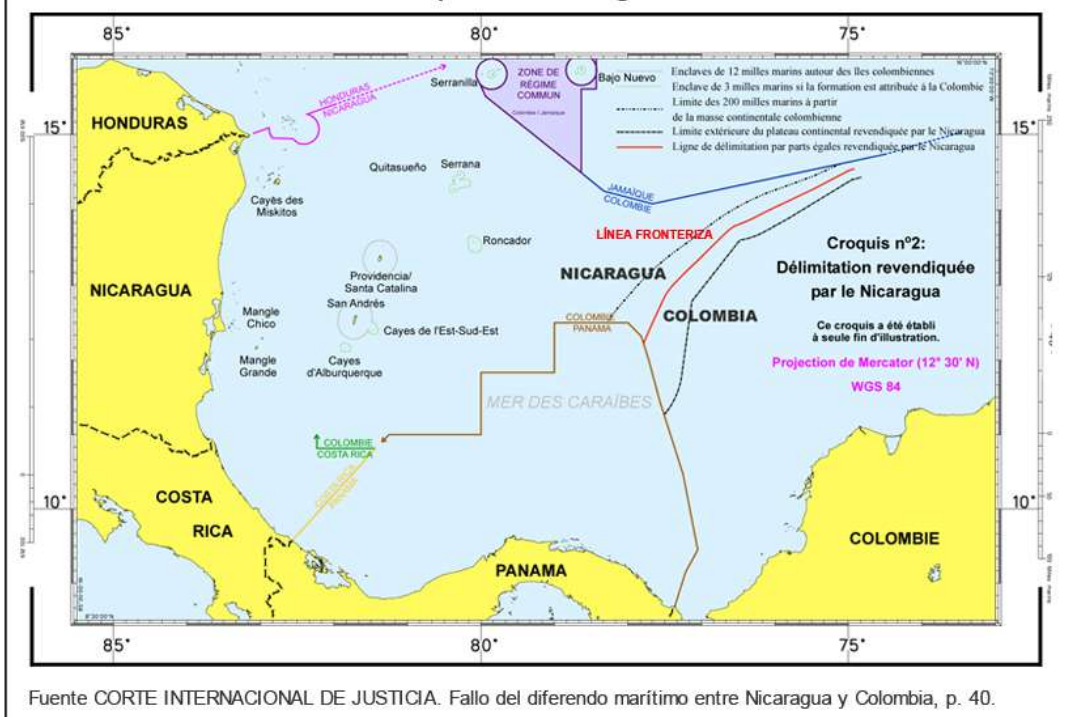 85°
80°
75°
HONDURAS
HONDURAS
NICARAGUA
Serranilla
ZONE DE
RÉGIME
COMMUN
Colombie / Jamaïque
Bajo Nuevo
Enclaves de 12 milles marins autour des îles colombiennes
Enclave de 3 milles marins si la formation est attribuée à la Colombie
Limite des 200 milles marins à partir
de la masse continentale colombienne
Limite extérieure du plateau continental revendiquée par le Nicaragua
Ligne de délimitation par parts égales revendiquée par le Nicaragua
15°
15°
Quitasueño
Serrana
Cayès des
Miskitos
JAMAÏQUE
COLOMBIE
LÍNEA FRONTERIZA
Roncador
NICARAGUA
Providencia/
Santa Catalina
San Andrés
NICARAGUA
COLOMBIA
Croquis nº2:
Délimitation revendiquée
par le Nicaragua
Ce croquis a été établi
à seule fin d'illustration.
Projection de Mercator (12° 30' N)
WGS 84
Mangle
Chico
Cayes de l'Est-Sud-Est
COLOMBIE
PANAMA
Mangle
Grande
Cayes
d'Alburquerque
MER DES CARAÏBES
COLOMBIE
COSTA RICA
COSTA RICA
PANAMA
10°
10°
COSTA
RICA
PANAMA
COLOMBIE
85°
80°
75°
Fuente CORTE INTERNACIONAL DE JUSTICIA. Fallo del diferendo marítimo entre Nicaragua y Colombia, p. 40.